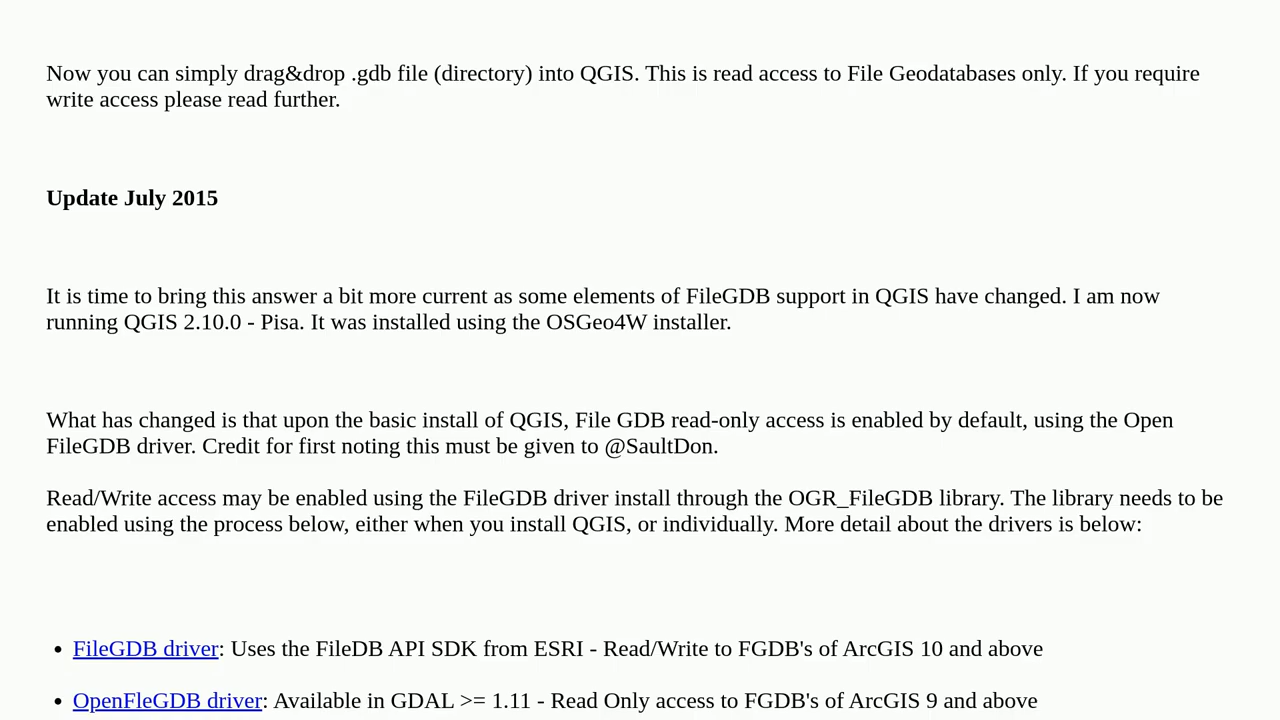 Now you can simply drag&drop .gdb file (directory) into QGIS. This is read access to File Geodatabases only. If you require
write access please read further.
Update July 2015
It is time to bring this answer a bit more current as some elements of FileGDB support in QGIS have changed. I am now
running QGIS 2.10.0 - Pisa. It was installed using the OSGeo4W installer.
What has changed is that upon the basic install of QGIS, File GDB read-only access is enabled by default, using the Open
FileGDB driver. Credit for first noting this must be given to @SaultDon.
Read/Write access may be enabled using the FileGDB driver install through the OGR_FileGDB library. The library needs to be
enabled using the process below, either when you install QGIS, or individually. More detail about the drivers is below:
• FileGDB driver: Uses the FileDB API SDK from ESRI - Read/Write to FGDB's of ArcGIS 10 and above
• OpenFleGDB driver: Available in GDAL >= 1.11 - Read Only access to FGDB's of ArcGIS 9 and above